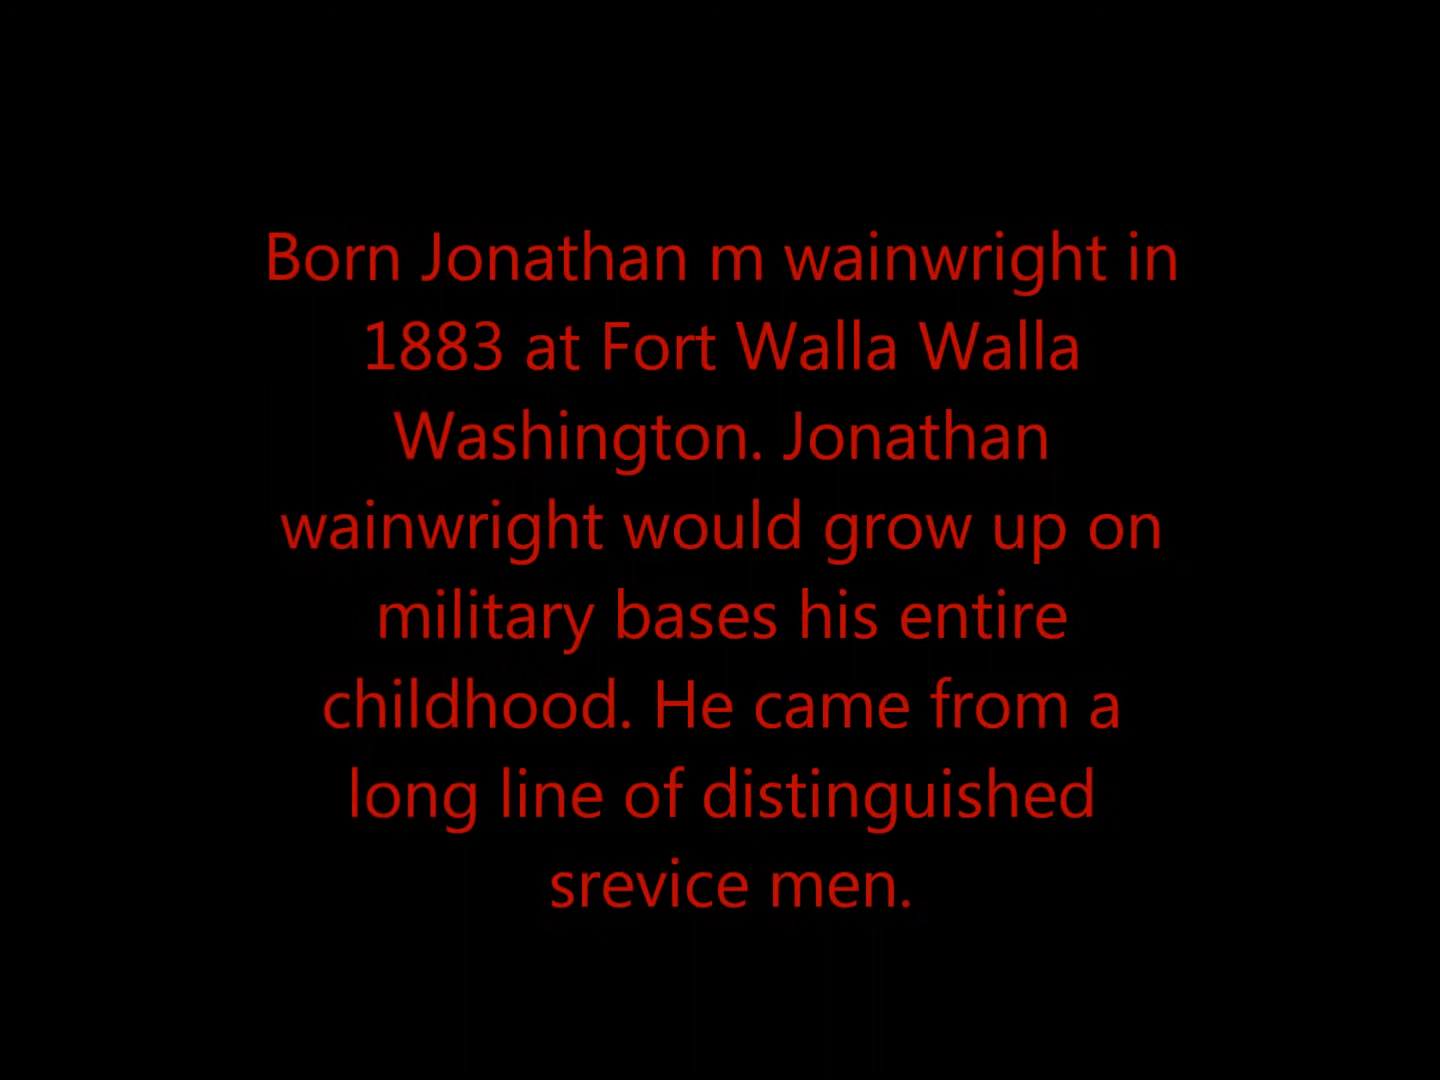 Born Jonathan m wainwright in
1883 at Fort Walla Walla
Washington. Jonathan
wainwright would grow up on
military bases his entire
childhood. He came from a
long line of distinguished
srevice men.